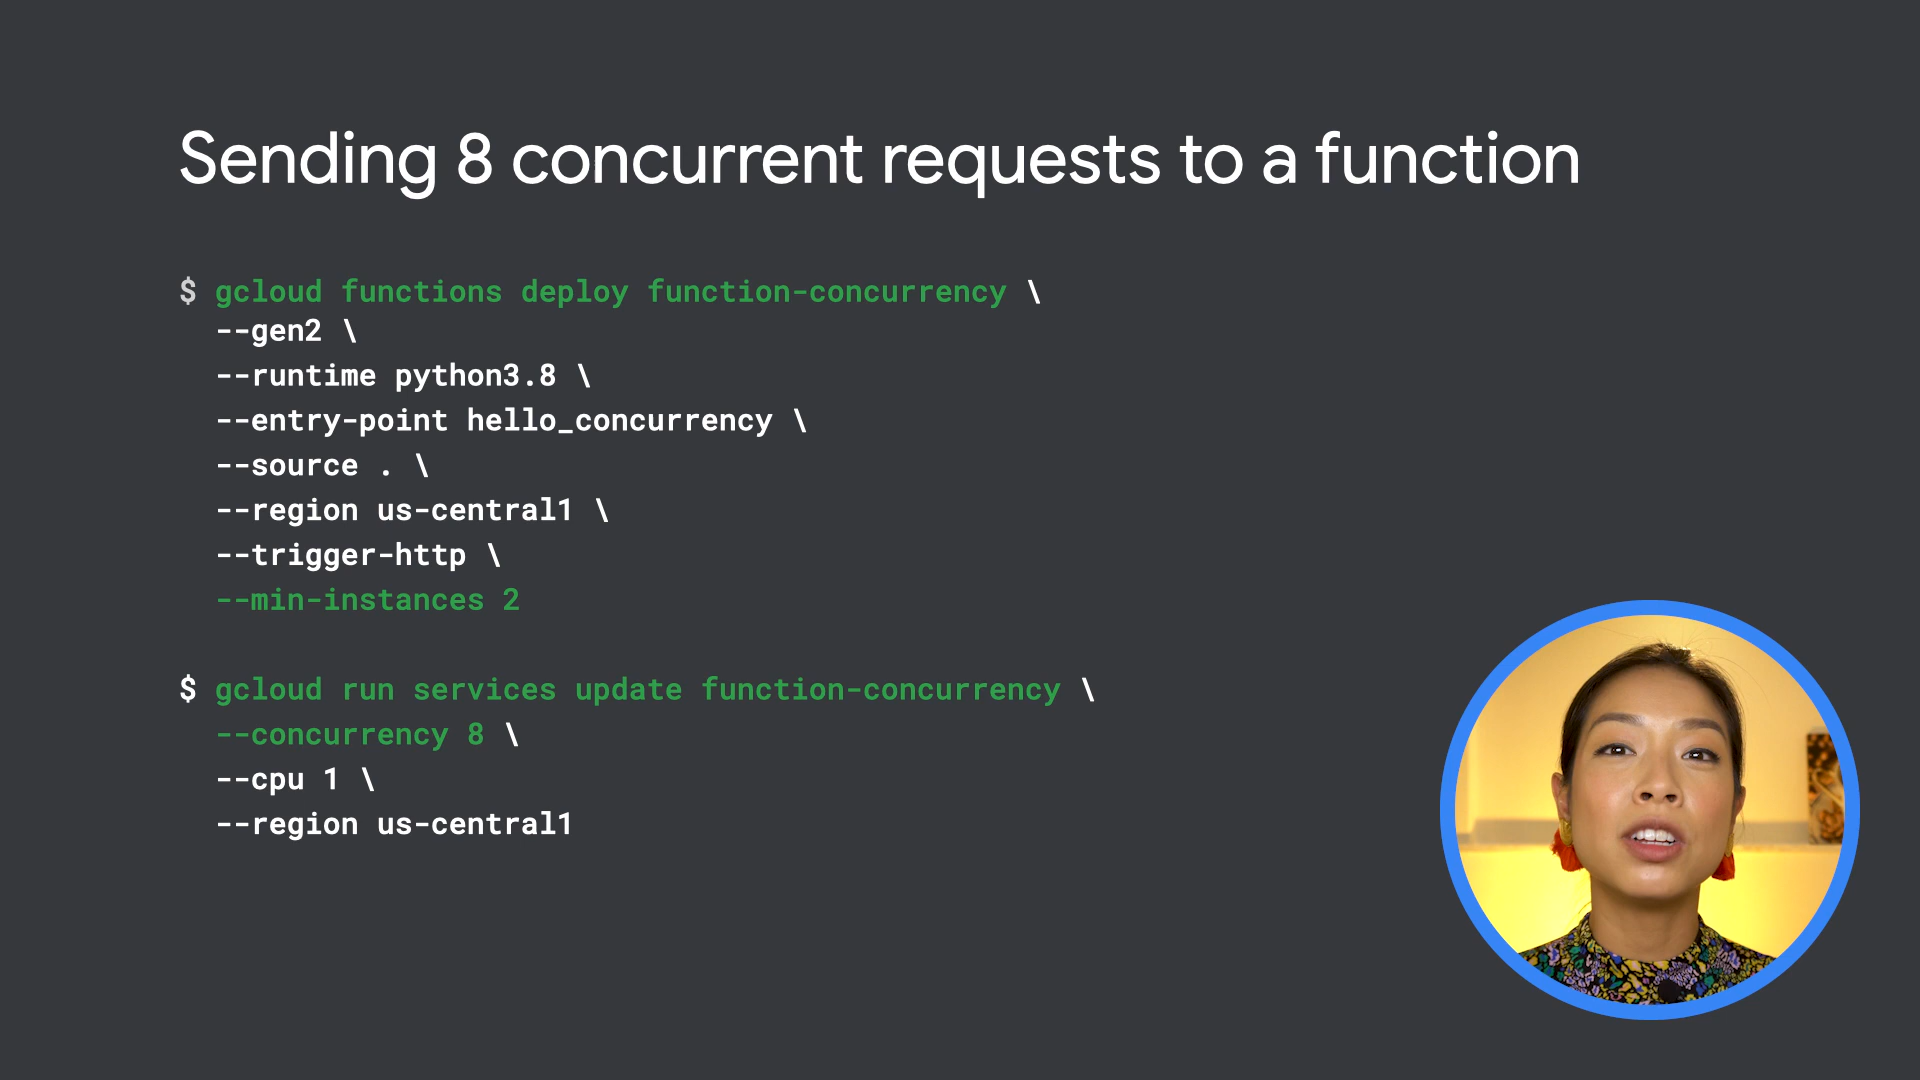 Sending 8 concurrent requests to a function
$ gcloud functions deploy function-concurrency \
--gen2 \
--runtime python3.8 \
--entry-point hello_concurrency \
--source . \
--region us-central1 \
--trigger-http \
--min-instances 2
$ gcloud run services update function-concurrency \
--concurrency 8 \
--cpu 1 \
--region us-central1